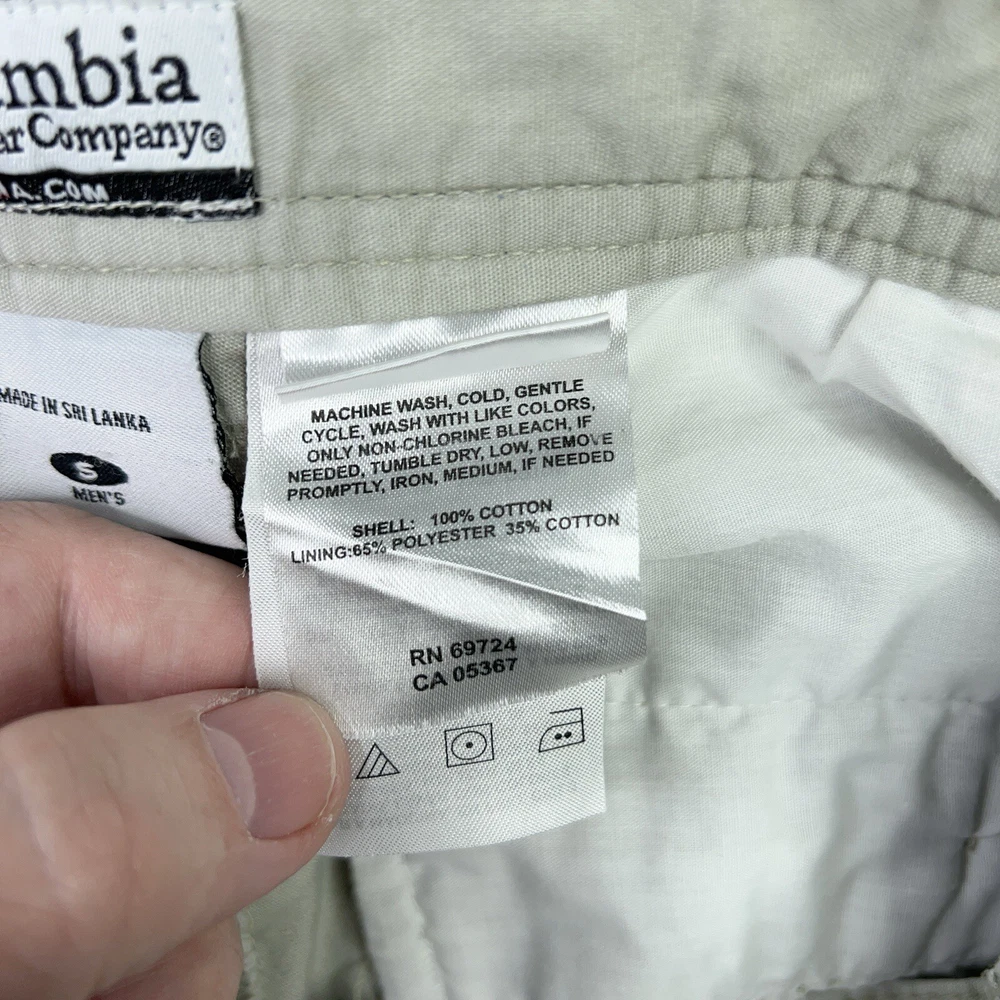 mbia
ar Company®
A.COM
MADE IN SRI LANKA
S
MEN'S
MACHINE WASH, COLD, GENTLE
CYCLE, WASH WITH LIKE COLORS,
ONLY NON-CHLORINE BLEACH, IF
NEEDED, TUMBLE DRY, LOW, REMOVE
PROMPTLY, IRON, MEDIUM, IF NEEDED
SHELL: 100% COTTON
LINING:65% POLYESTER 35% COTTON
RN 69724
CA 05367